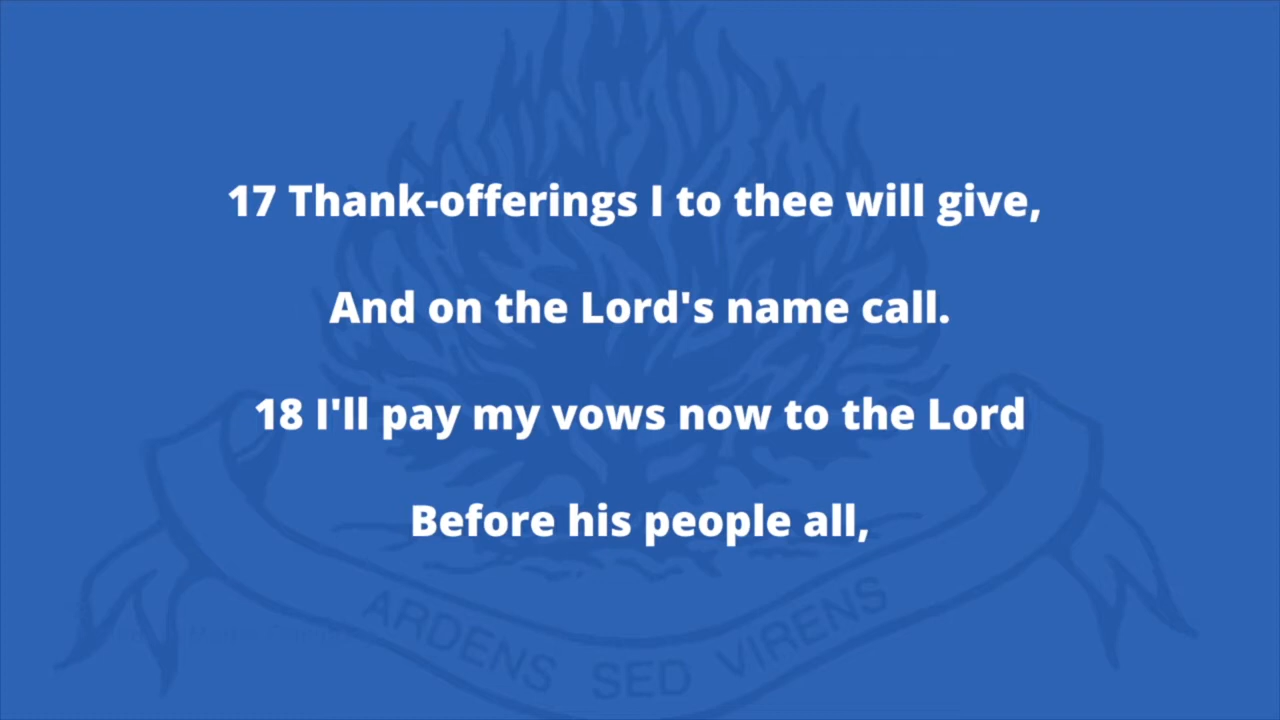 17 Thank-offerings I to thee will give,
And on the Lord's name call.
18 I'll pay my vows now to the Lord
Before his people all,
ARDENS SED VIRENS